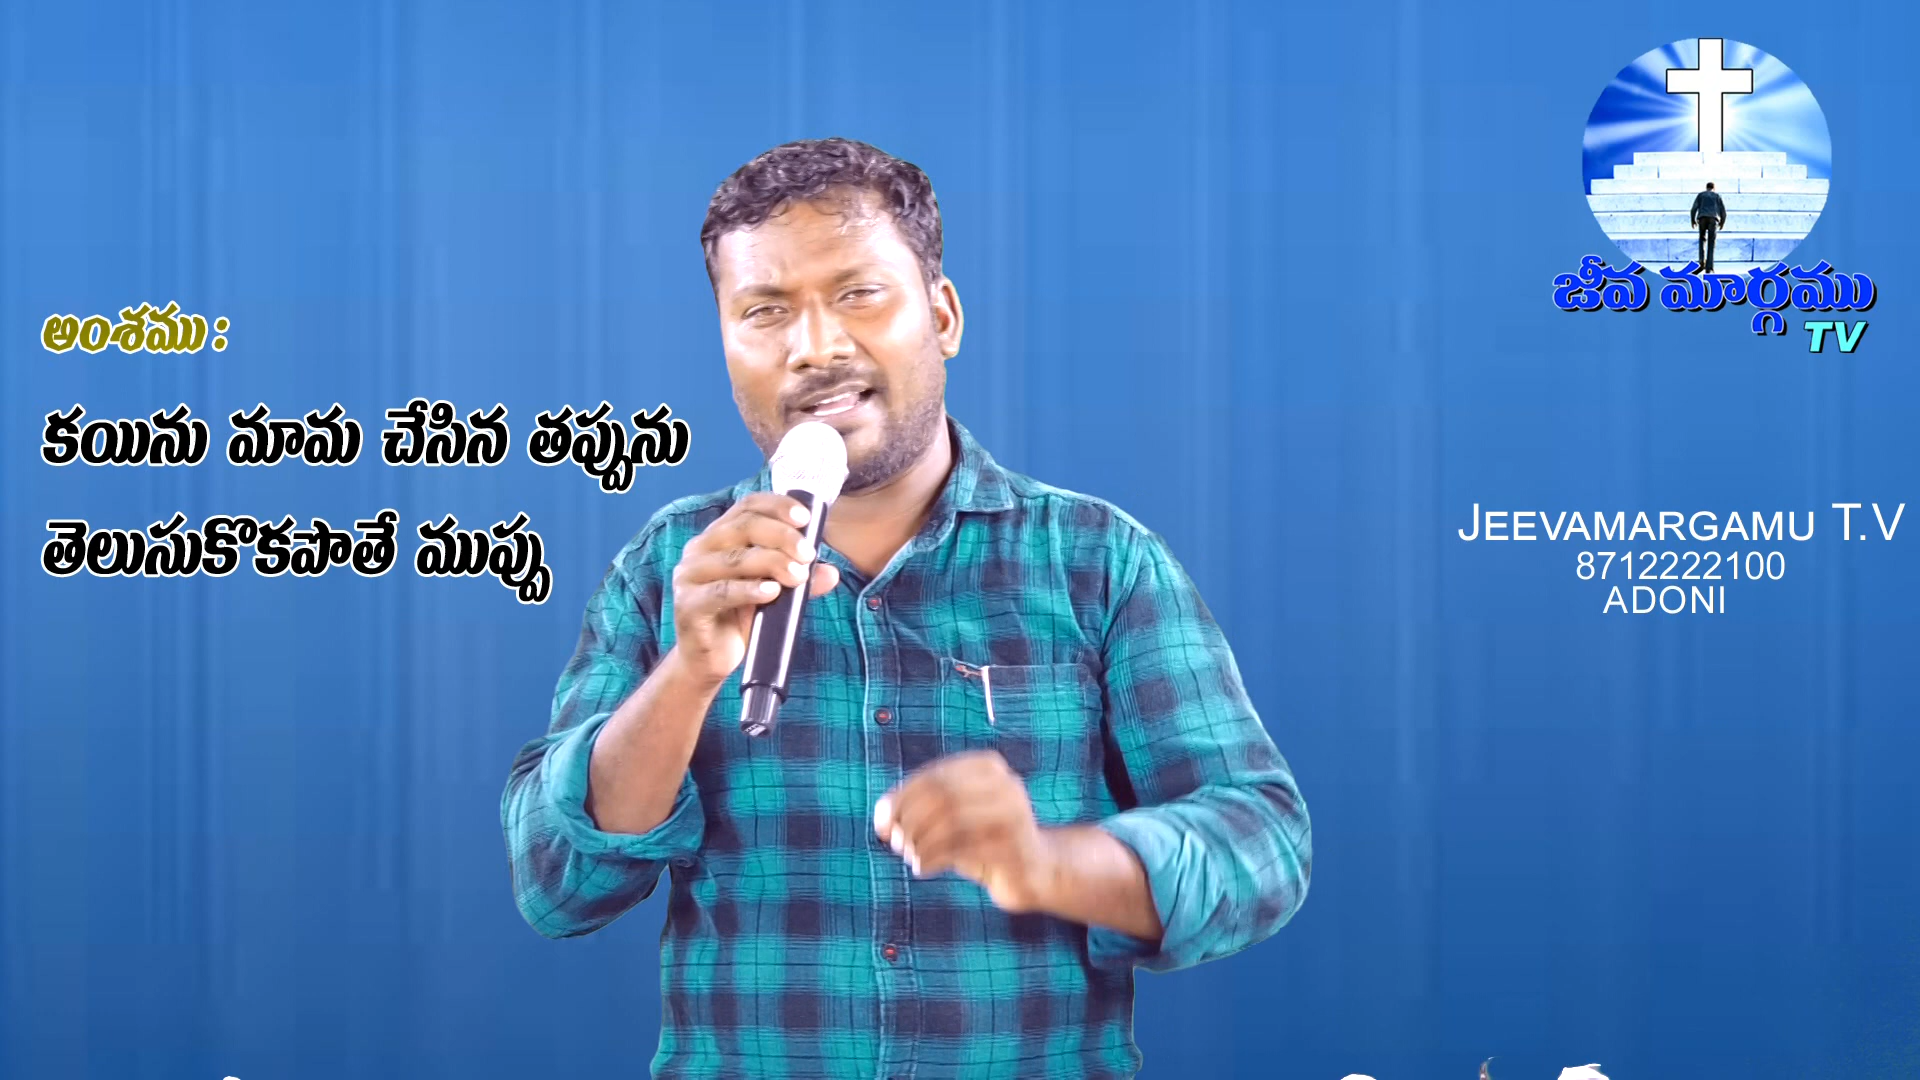 అంశము:
కయిను మామ చేసిన తప్పును
తెలుసుకొకపొతే ముప్పు
జీవ మార్గము
TV
JEEVAMARGAMU T.V
8712222100
ADONI